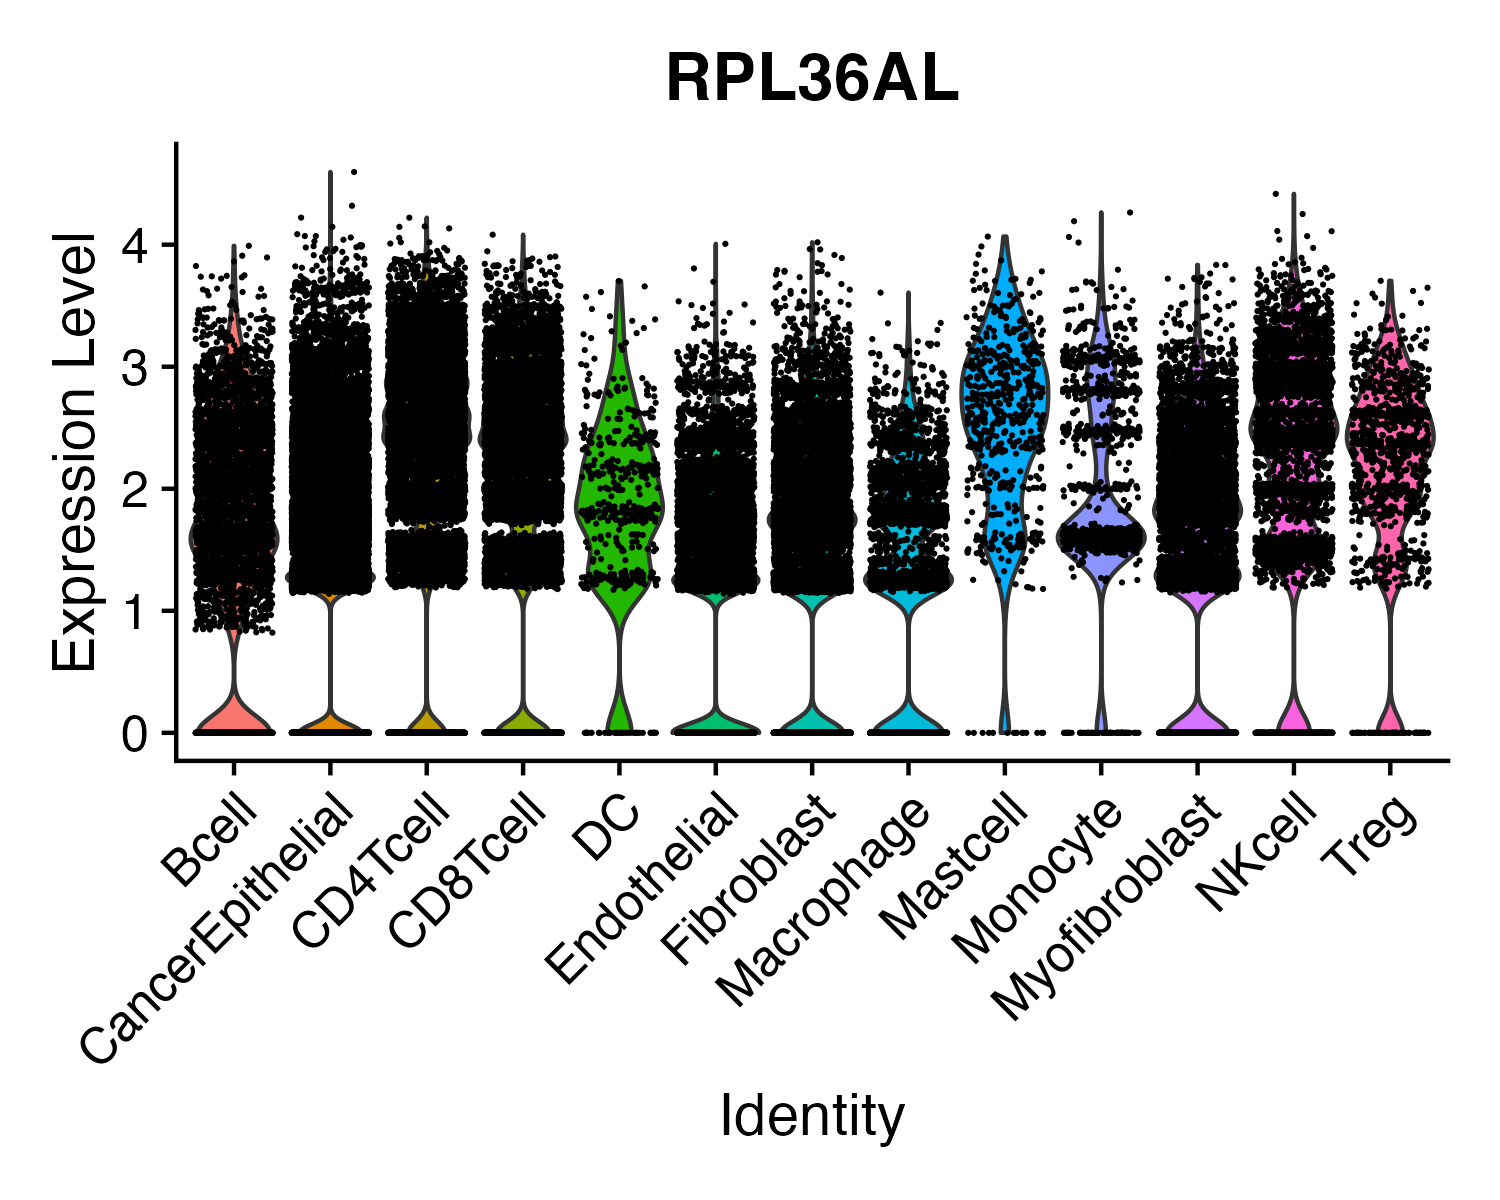 RPL36AL
Expression Level
4
3
2
1
0
Bcell
CancerEpithelial
CD4Tcell
CD8Tcell
DC
Endothelial
Fibroblast
Macrophage
Mastcell
Monocyte
Myofibroblast
NKcell
Treg
Identity